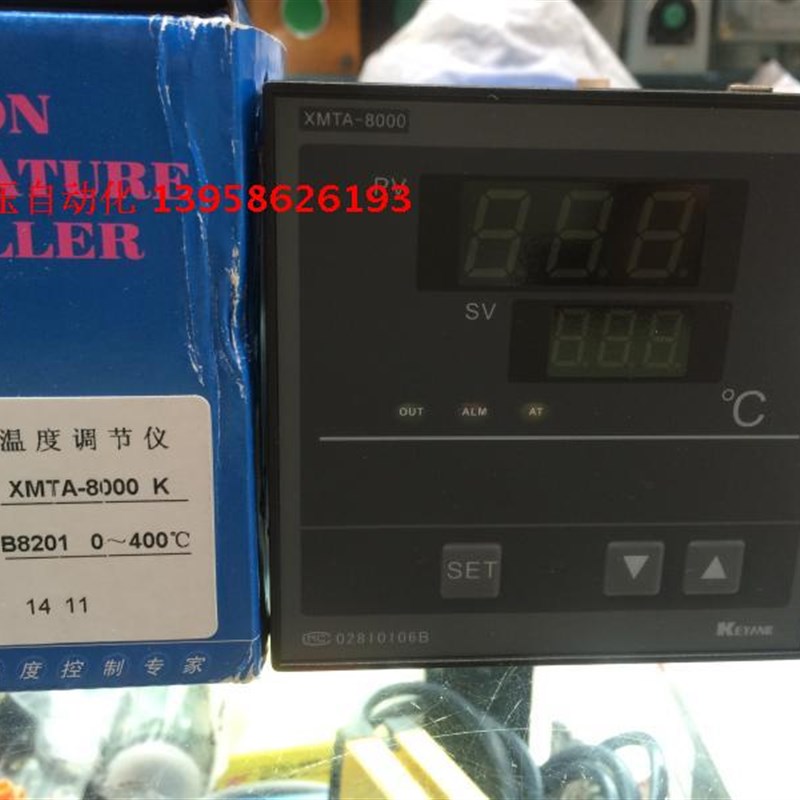 ON
ATURE
LLER
自动化 13958626193
温度调节仪
XMTA-8000 K
B8201 0～400℃
14 11
度控制专家
XMTA-8000
PV
SV
OUT ALM AT
℃
SET ▼ ▲
MC 02810106B
KEYANE